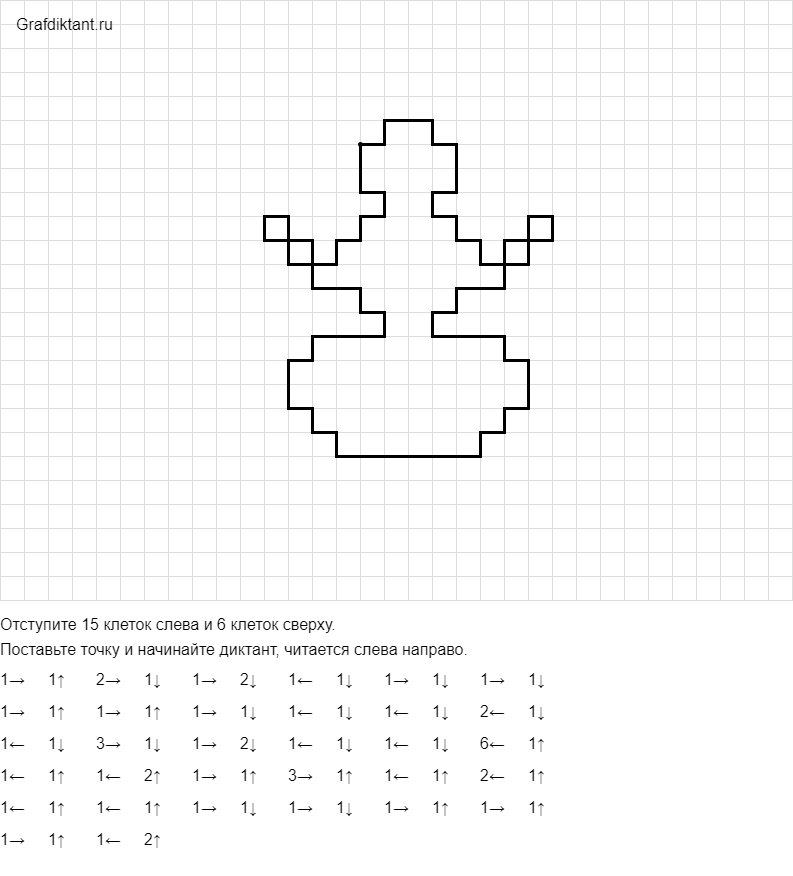 Grafdiktant.ru
Отступите 15 клеток слева и 6 клеток сверху.
Поставьте точку и начинайте диктант, читается слева направо.
1→ 1↑ 2→ 1↓ 1→ 2↓ 1← 1↓ 1→ 1↓ 1→ 1↓
1→ 1↑ 1→ 1↑ 1→ 1↓ 1← 1↓ 1← 1↓ 2← 1↓
1← 1↓ 3→ 1↓ 1→ 2↓ 1← 1↓ 1← 1↓ 6← 1↑
1← 1↑ 1← 2↑ 1→ 1↑ 3→ 1↑ 1← 1↑ 2← 1↑
1← 1↑ 1← 1↑ 1→ 1↓ 1→ 1↓ 1→ 1↑ 1→ 1↑
1→ 1↑ 1← 2↑